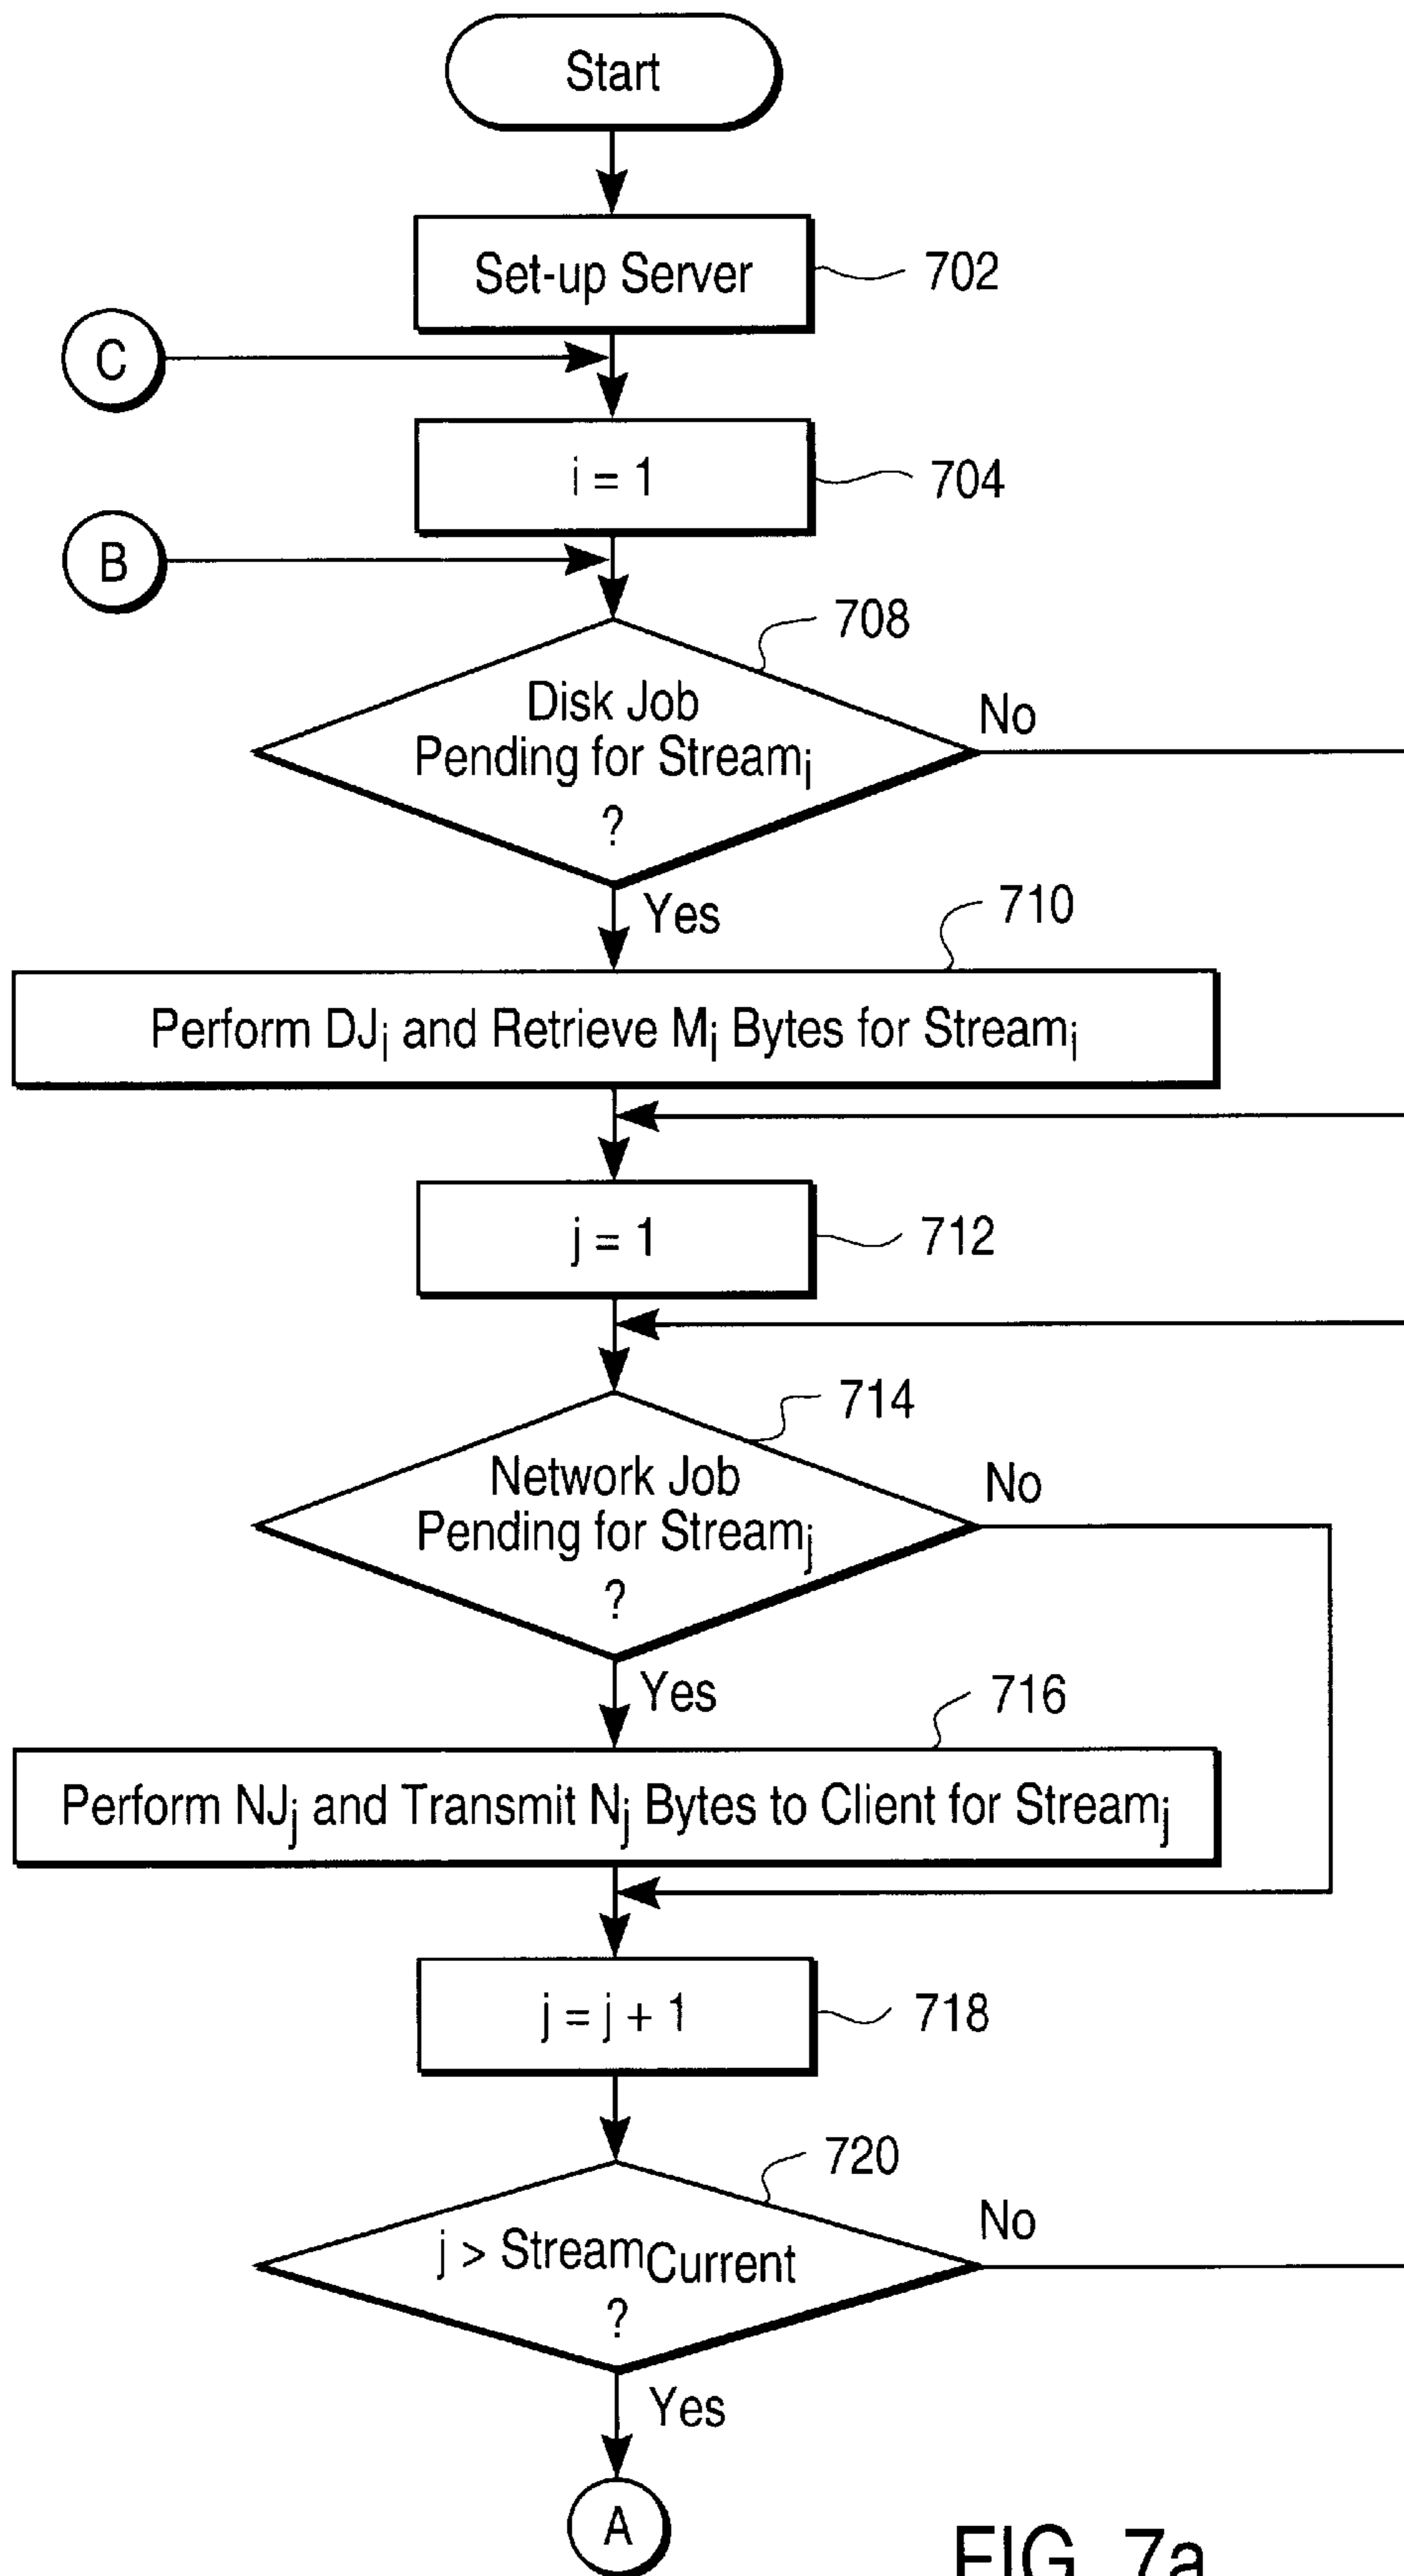 Start
Set-up Server
702
C
i = 1
704
B
708
Disk Job
Pending for Streami
?
No
Yes
710
Perform DJi and Retrieve Mi Bytes for Streami
j = 1
712
714
Network Job
Pending for Streamj
?
No
Yes
716
Perform NJj and Transmit Nj Bytes to Client for Streamj
j = j + 1
718
720
j > StreamCurrent
?
No
Yes
A
FIG. 7a